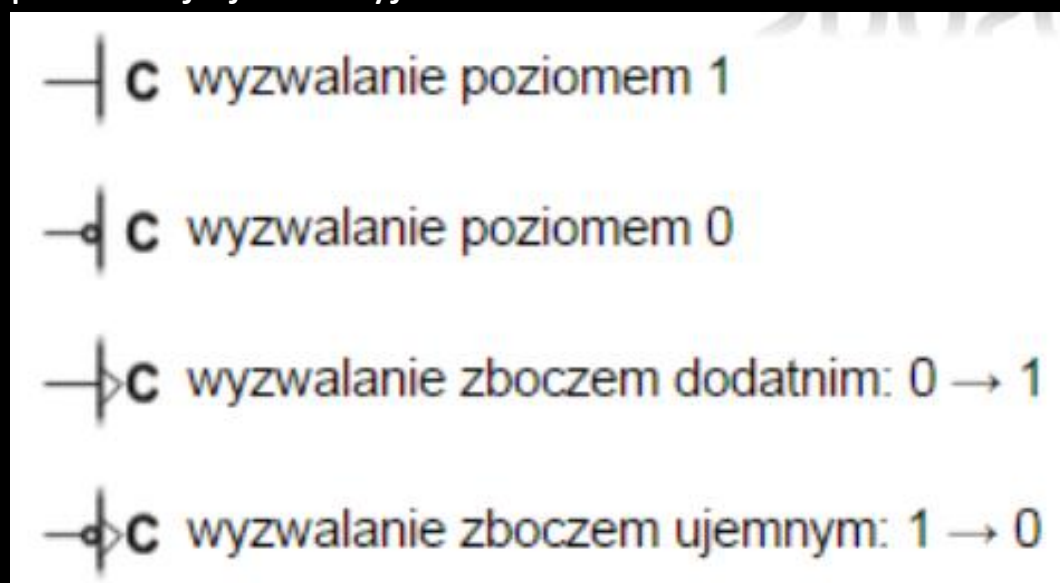 C wyzwalanie poziomem 1
C wyzwalanie poziomem 0
C wyzwalanie zboczem dodatnim: 0 → 1
C wyzwalanie zboczem ujemnym: 1 → 0